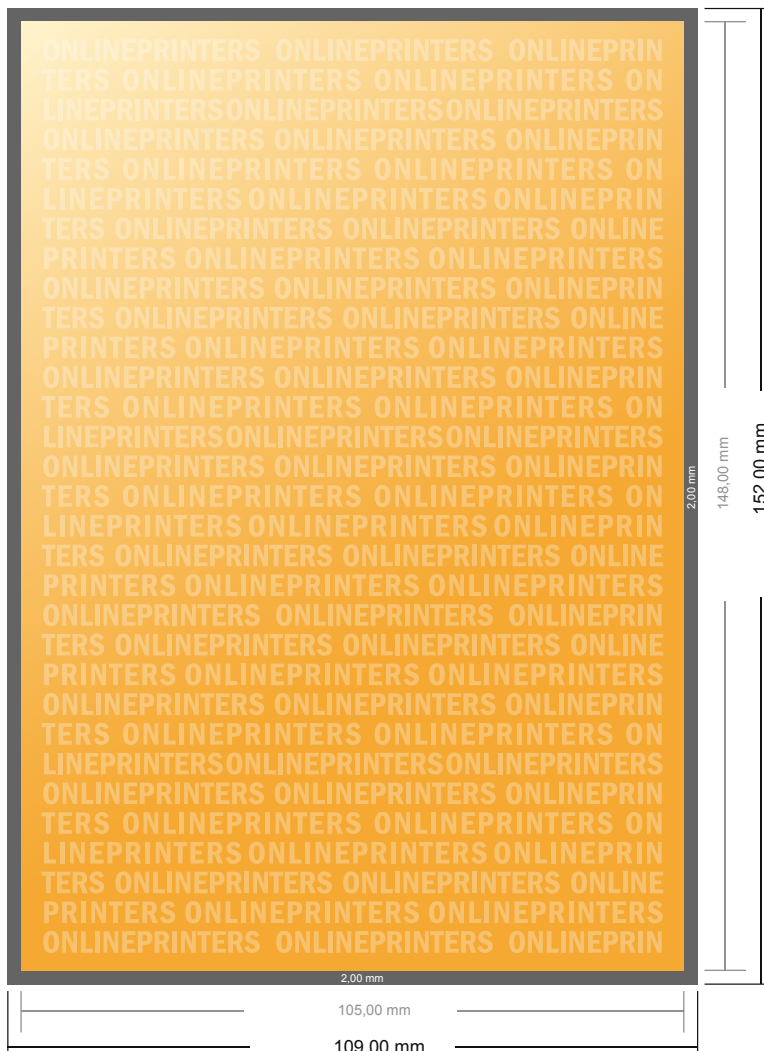 ONLINEPRINTERS ONLINEPRINTERS ONLINEPRIN
TERS ONLINEPRINTERS ONLINEPRINTERS ON
LINEPRINTERSONLINEPRINTERSONLINEPRINTERS
ONLINEPRINTERS ONLINEPRINTERS ONLINEPRIN
TERS ONLINEPRINTERS ONLINEPRINTERS ON
LINEPRINTERS ONLINEPRINTERS ONLINEPRIN
TERS ONLINEPRINTERS ONLINEPRINTERS ONLINE
PRINTERS ONLINEPRINTERS ONLINEPRINTERS
ONLINEPRINTERS ONLINEPRINTERS ONLINEPRIN
TERS ONLINEPRINTERS ONLINEPRINTERS ONLINE
PRINTERS ONLINEPRINTERS ONLINEPRINTERS
ONLINEPRINTERS ONLINEPRINTERS ONLINEPRIN
TERS ONLINEPRINTERS ONLINEPRINTERS ON
LINEPRINTERSONLINEPRINTERSONLINEPRINTERS
ONLINEPRINTERS ONLINEPRINTERS ONLINEPRIN
TERS ONLINEPRINTERS ONLINEPRINTERS ON
LINEPRINTERS ONLINEPRINTERS ONLINEPRIN
TERS ONLINEPRINTERS ONLINEPRINTERS ONLINE
PRINTERS ONLINEPRINTERS ONLINEPRINTERS
ONLINEPRINTERS ONLINEPRINTERS ONLINEPRIN
TERS ONLINEPRINTERS ONLINEPRINTERS ONLINE
PRINTERS ONLINEPRINTERS ONLINEPRINTERS
ONLINEPRINTERS ONLINEPRINTERS ONLINEPRIN
TERS ONLINEPRINTERS ONLINEPRINTERS ON
LINEPRINTERSONLINEPRINTERSONLINEPRINTERS
ONLINEPRINTERS ONLINEPRINTERS ONLINEPRIN
TERS ONLINEPRINTERS ONLINEPRINTERS ON
LINEPRINTERS ONLINEPRINTERS ONLINEPRIN
TERS ONLINEPRINTERS ONLINEPRINTERS ONLINE
PRINTERS ONLINEPRINTERS ONLINEPRINTERS
ONLINEPRINTERS ONLINEPRINTERS ONLINEPRIN
2,00 mm
148,00 mm
152,00 mm
2,00 mm
105,00 mm
109,00 mm